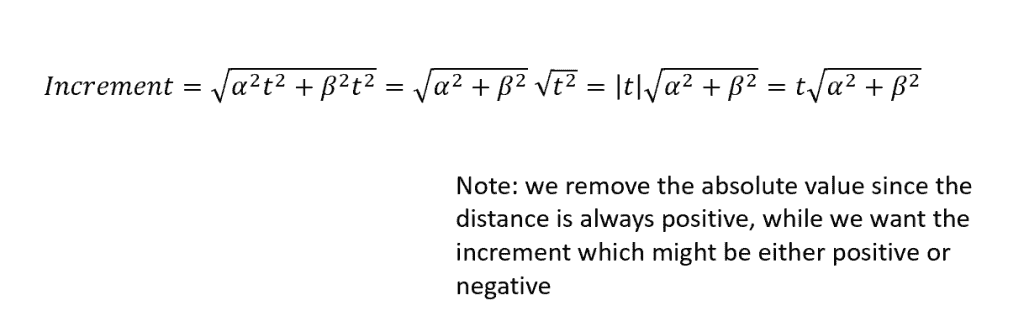 Increment = √(α²t² + β²t²) = √(α² + β²) √(t²) = |t|√(α² + β²) = t√(α² + β²)
Note: we remove the absolute value since the
distance is always positive, while we want the
increment which might be either positive or
negative